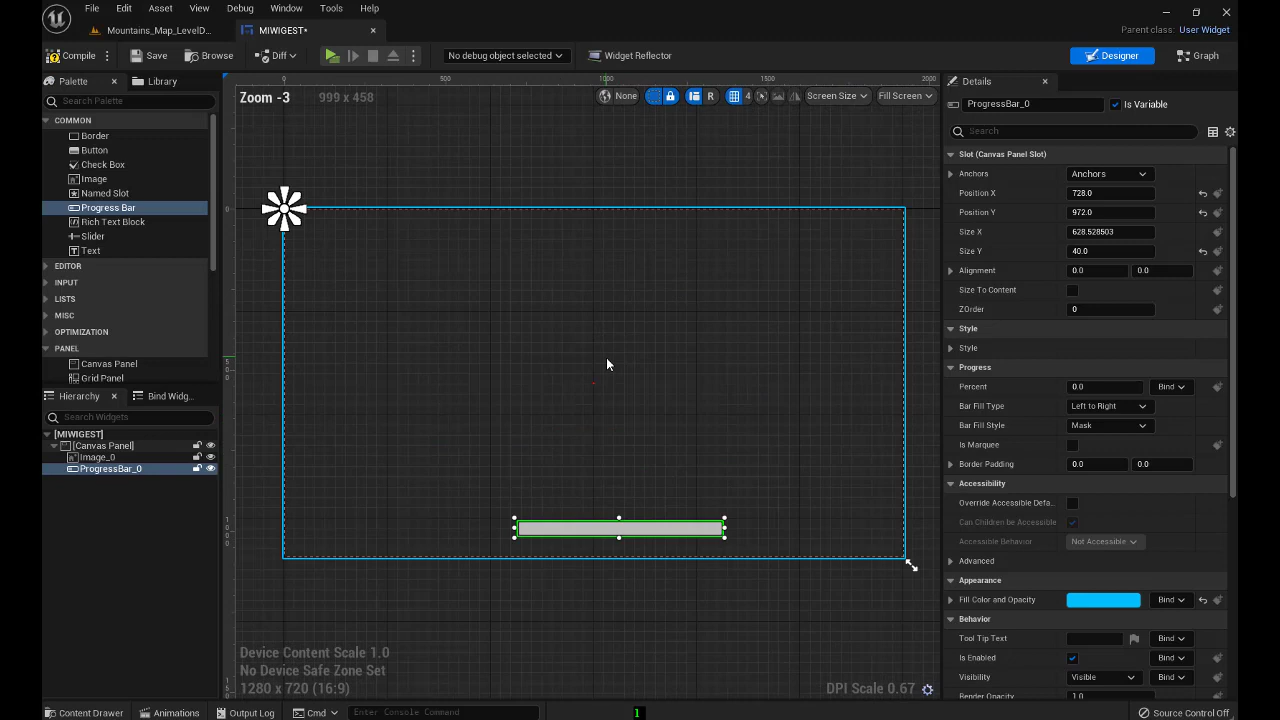 File Edit Asset View Debug Window Tools Help
Mountains_Map_LevelD... MIWIGEST•
Parent class: User Widget
Compile Save Browse Diff No debug object selected Widget Reflector Designer Graph
Palette Library
Search Palette
COMMON
Border
Button
Check Box
Image
Named Slot
Progress Bar
Rich Text Block
Slider
Text
EDITOR
INPUT
LISTS
MISC
OPTIMIZATION
PANEL
Canvas Panel
Grid Panel
Hierarchy Bind Widg...
Search Widgets
[MIWIGEST]
[Canvas Panel]
Image_0
ProgressBar_0
0 500 1000 1500 2000
Zoom -3 999 x 458 None R 4 Screen Size Fill Screen
0
500
1000
Device Content Scale 1.0
No Device Safe Zone Set
1280 x 720 (16:9)
DPI Scale 0.67
Details
ProgressBar_0 Is Variable
Search
Slot (Canvas Panel Slot)
Anchors Anchors
Position X 728.0
Position Y 972.0
Size X 628.528503
Size Y 40.0
Alignment 0.0 0.0
Size To Content
ZOrder 0
Style
Style
Progress
Percent 0.0 Bind
Bar Fill Type Left to Right
Bar Fill Style Mask
Is Marquee
Border Padding 0.0 0.0
Accessibility
Override Accessible Defa...
Can Children be Accessible
Accessible Behavior Not Accessible
Advanced
Appearance
Fill Color and Opacity Bind
Behavior
Tool Tip Text Bind
Is Enabled Bind
Visibility Visible Bind
Render Opacity 1.0
Content Drawer Animations Output Log Cmd Enter Console Command 1 Source Control Off